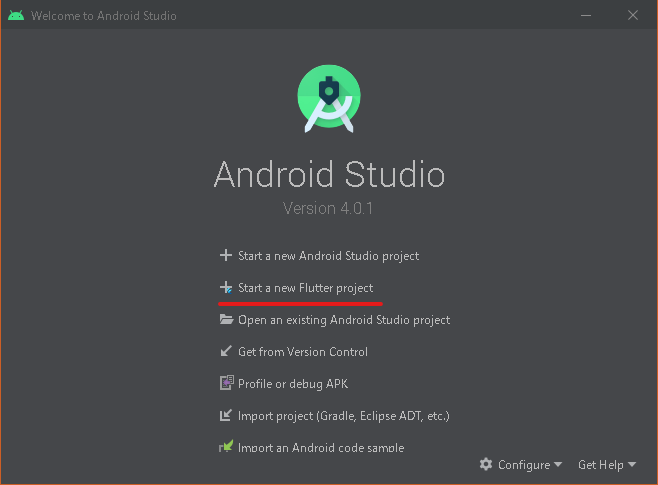 Welcome to Android Studio
Android Studio
Version 4.0.1
Start a new Android Studio project
Start a new Flutter project
Open an existing Android Studio project
Get from Version Control
Profile or debug APK
Import project (Gradle, Eclipse ADT, etc.)
Import an Android code sample
Configure
Get Help